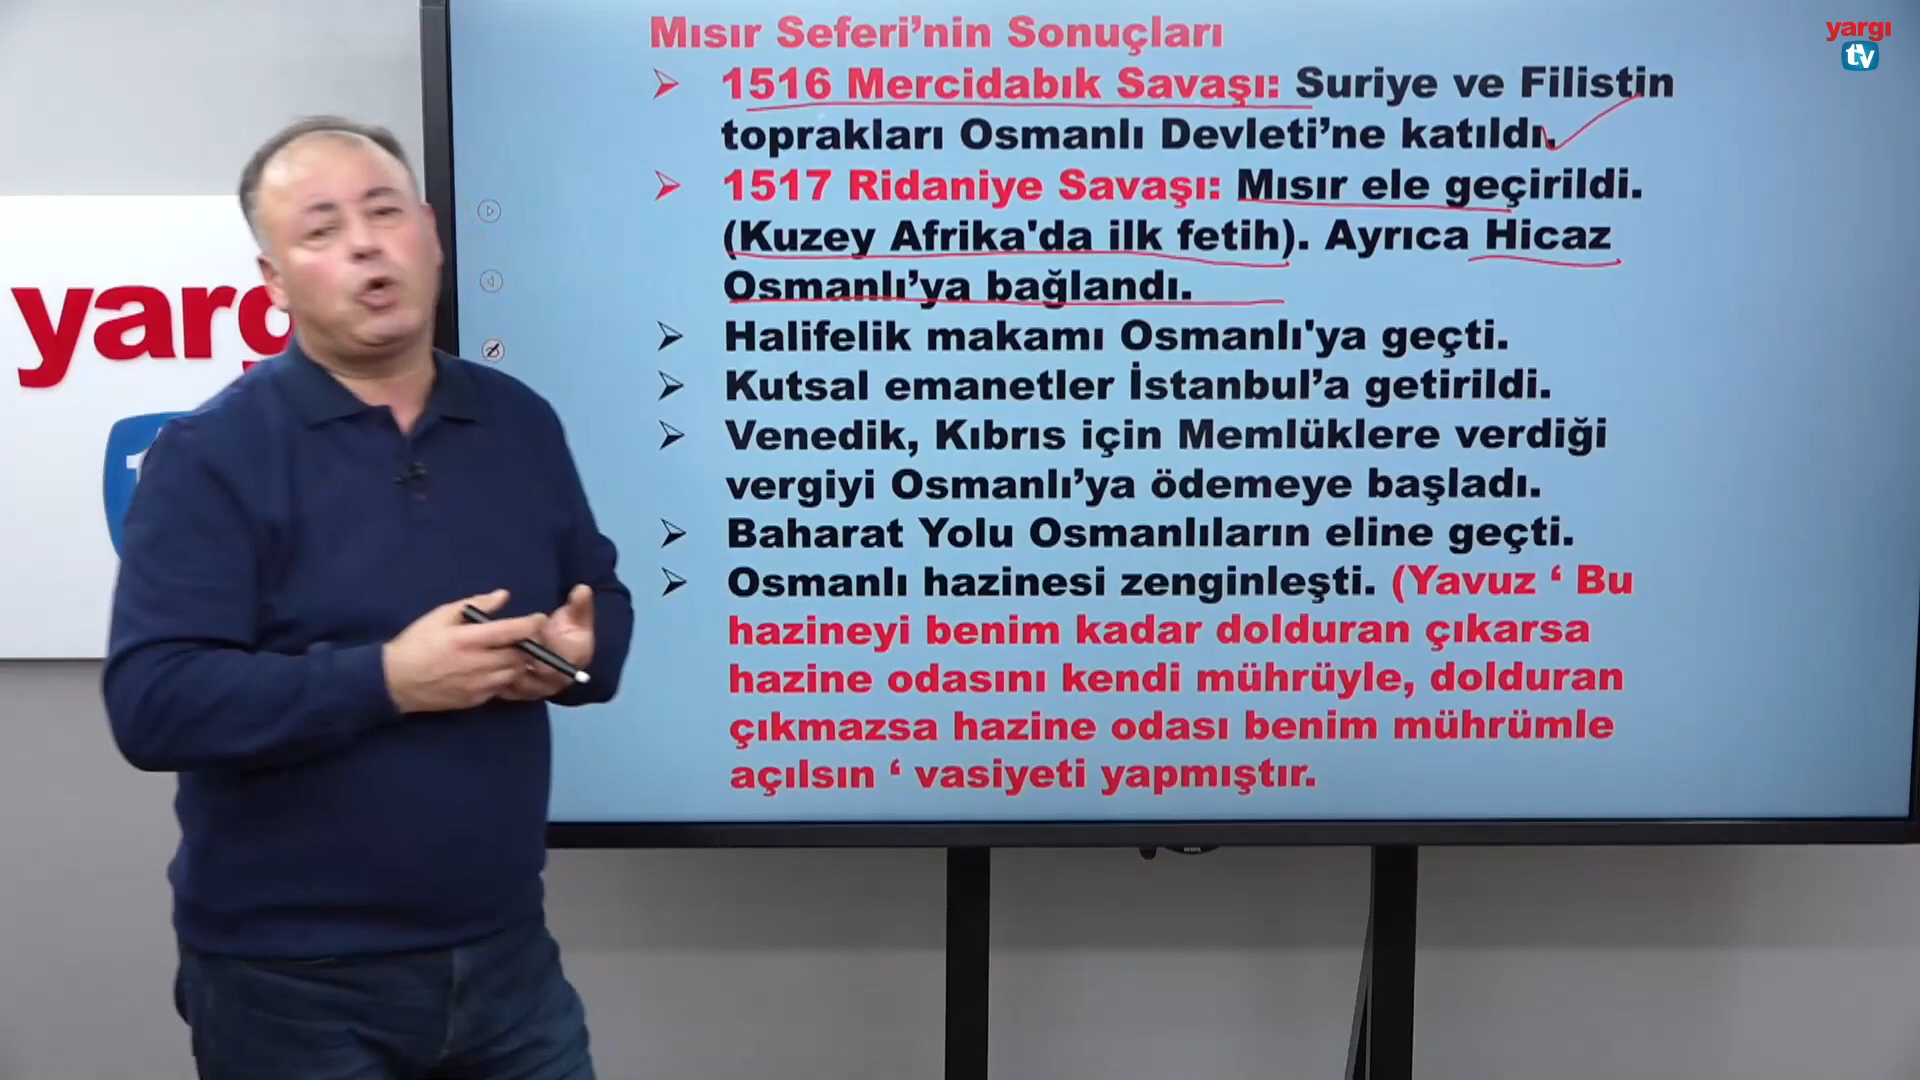 Mısır Seferi’nin Sonuçları
1516 Mercidabık Savaşı: Suriye ve Filistin
toprakları Osmanlı Devleti’ne katıldı.
1517 Ridaniye Savaşı: Mısır ele geçirildi.
(Kuzey Afrika'da ilk fetih). Ayrıca Hicaz
Osmanlı’ya bağlandı.
Halifelik makamı Osmanlı'ya geçti.
Kutsal emanetler İstanbul’a getirildi.
Venedik, Kıbrıs için Memlüklere verdiği
vergiyi Osmanlı’ya ödemeye başladı.
Baharat Yolu Osmanlıların eline geçti.
Osmanlı hazinesi zenginleşti. (Yavuz ‘ Bu
hazineyi benim kadar dolduran çıkarsa
hazine odasını kendi mührüyle, dolduran
çıkmazsa hazine odası benim mührümle
açılsın ‘ vasiyeti yapmıştır.
yargı
tv
yarg